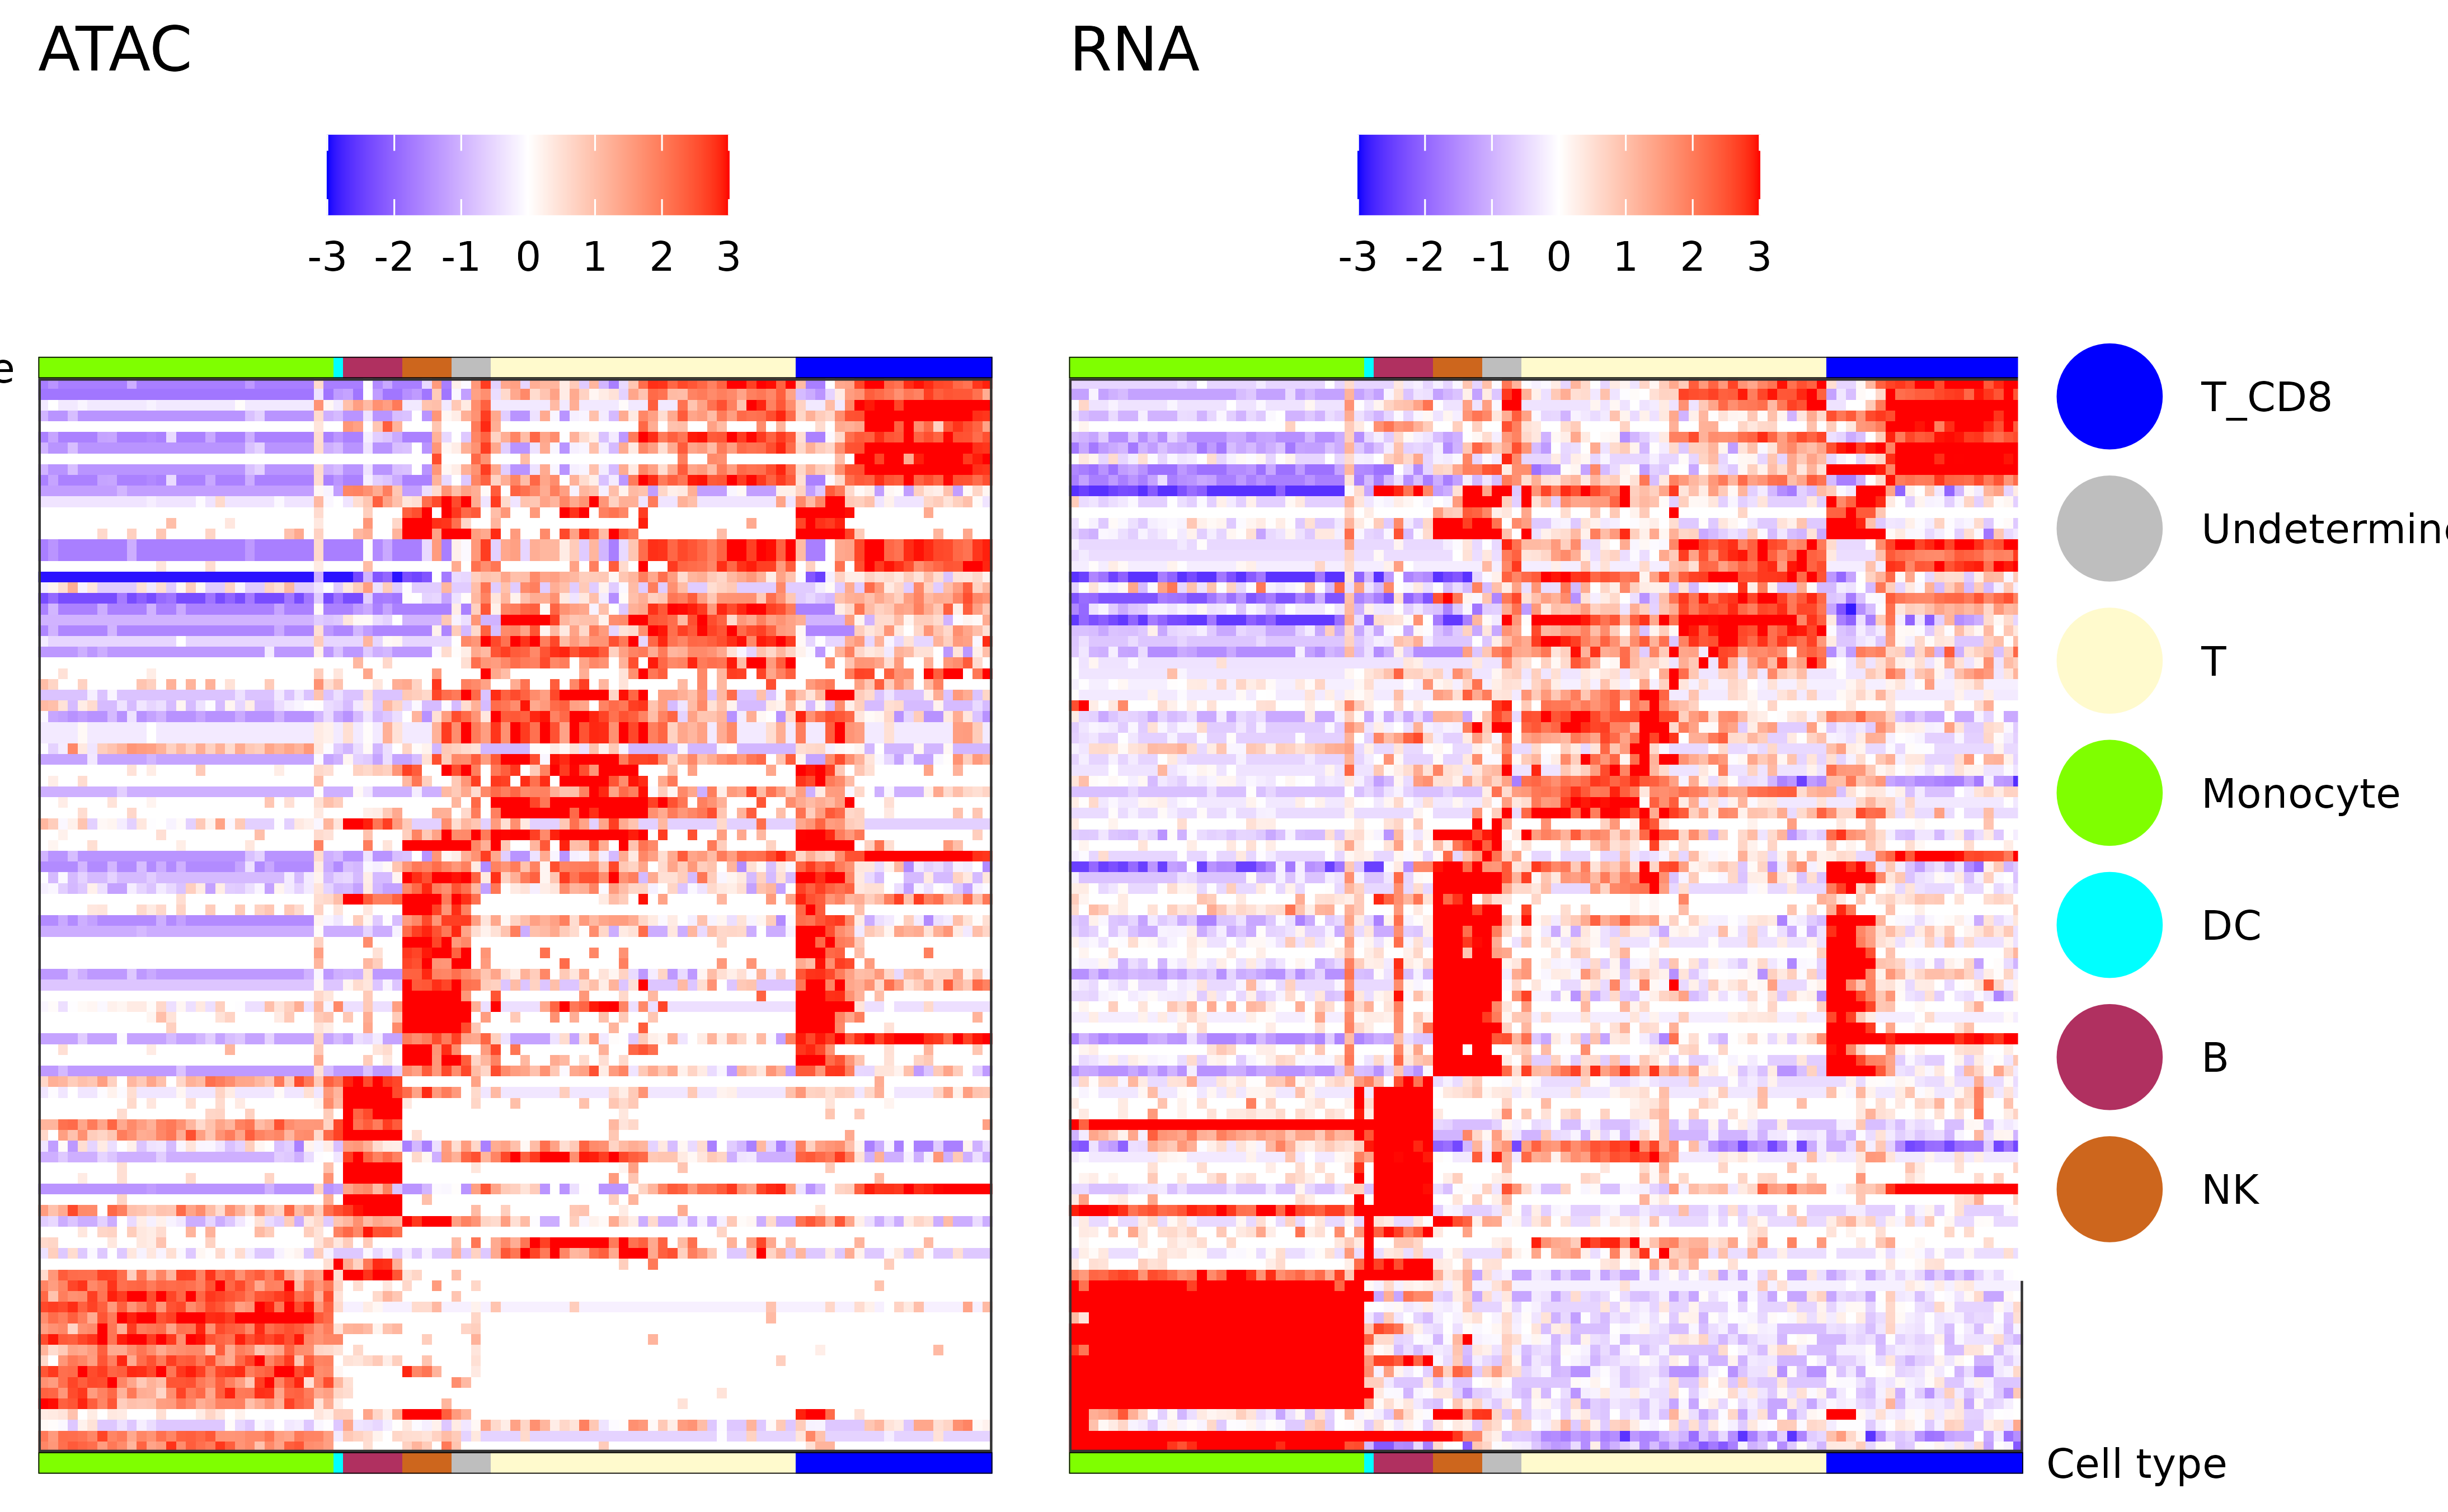 ATAC
RNA
-3 -2 -1 0 1 2 3
-3 -2 -1 0 1 2 3
e
T_CD8
Undetermine
T
Monocyte
DC
B
NK
Cell type